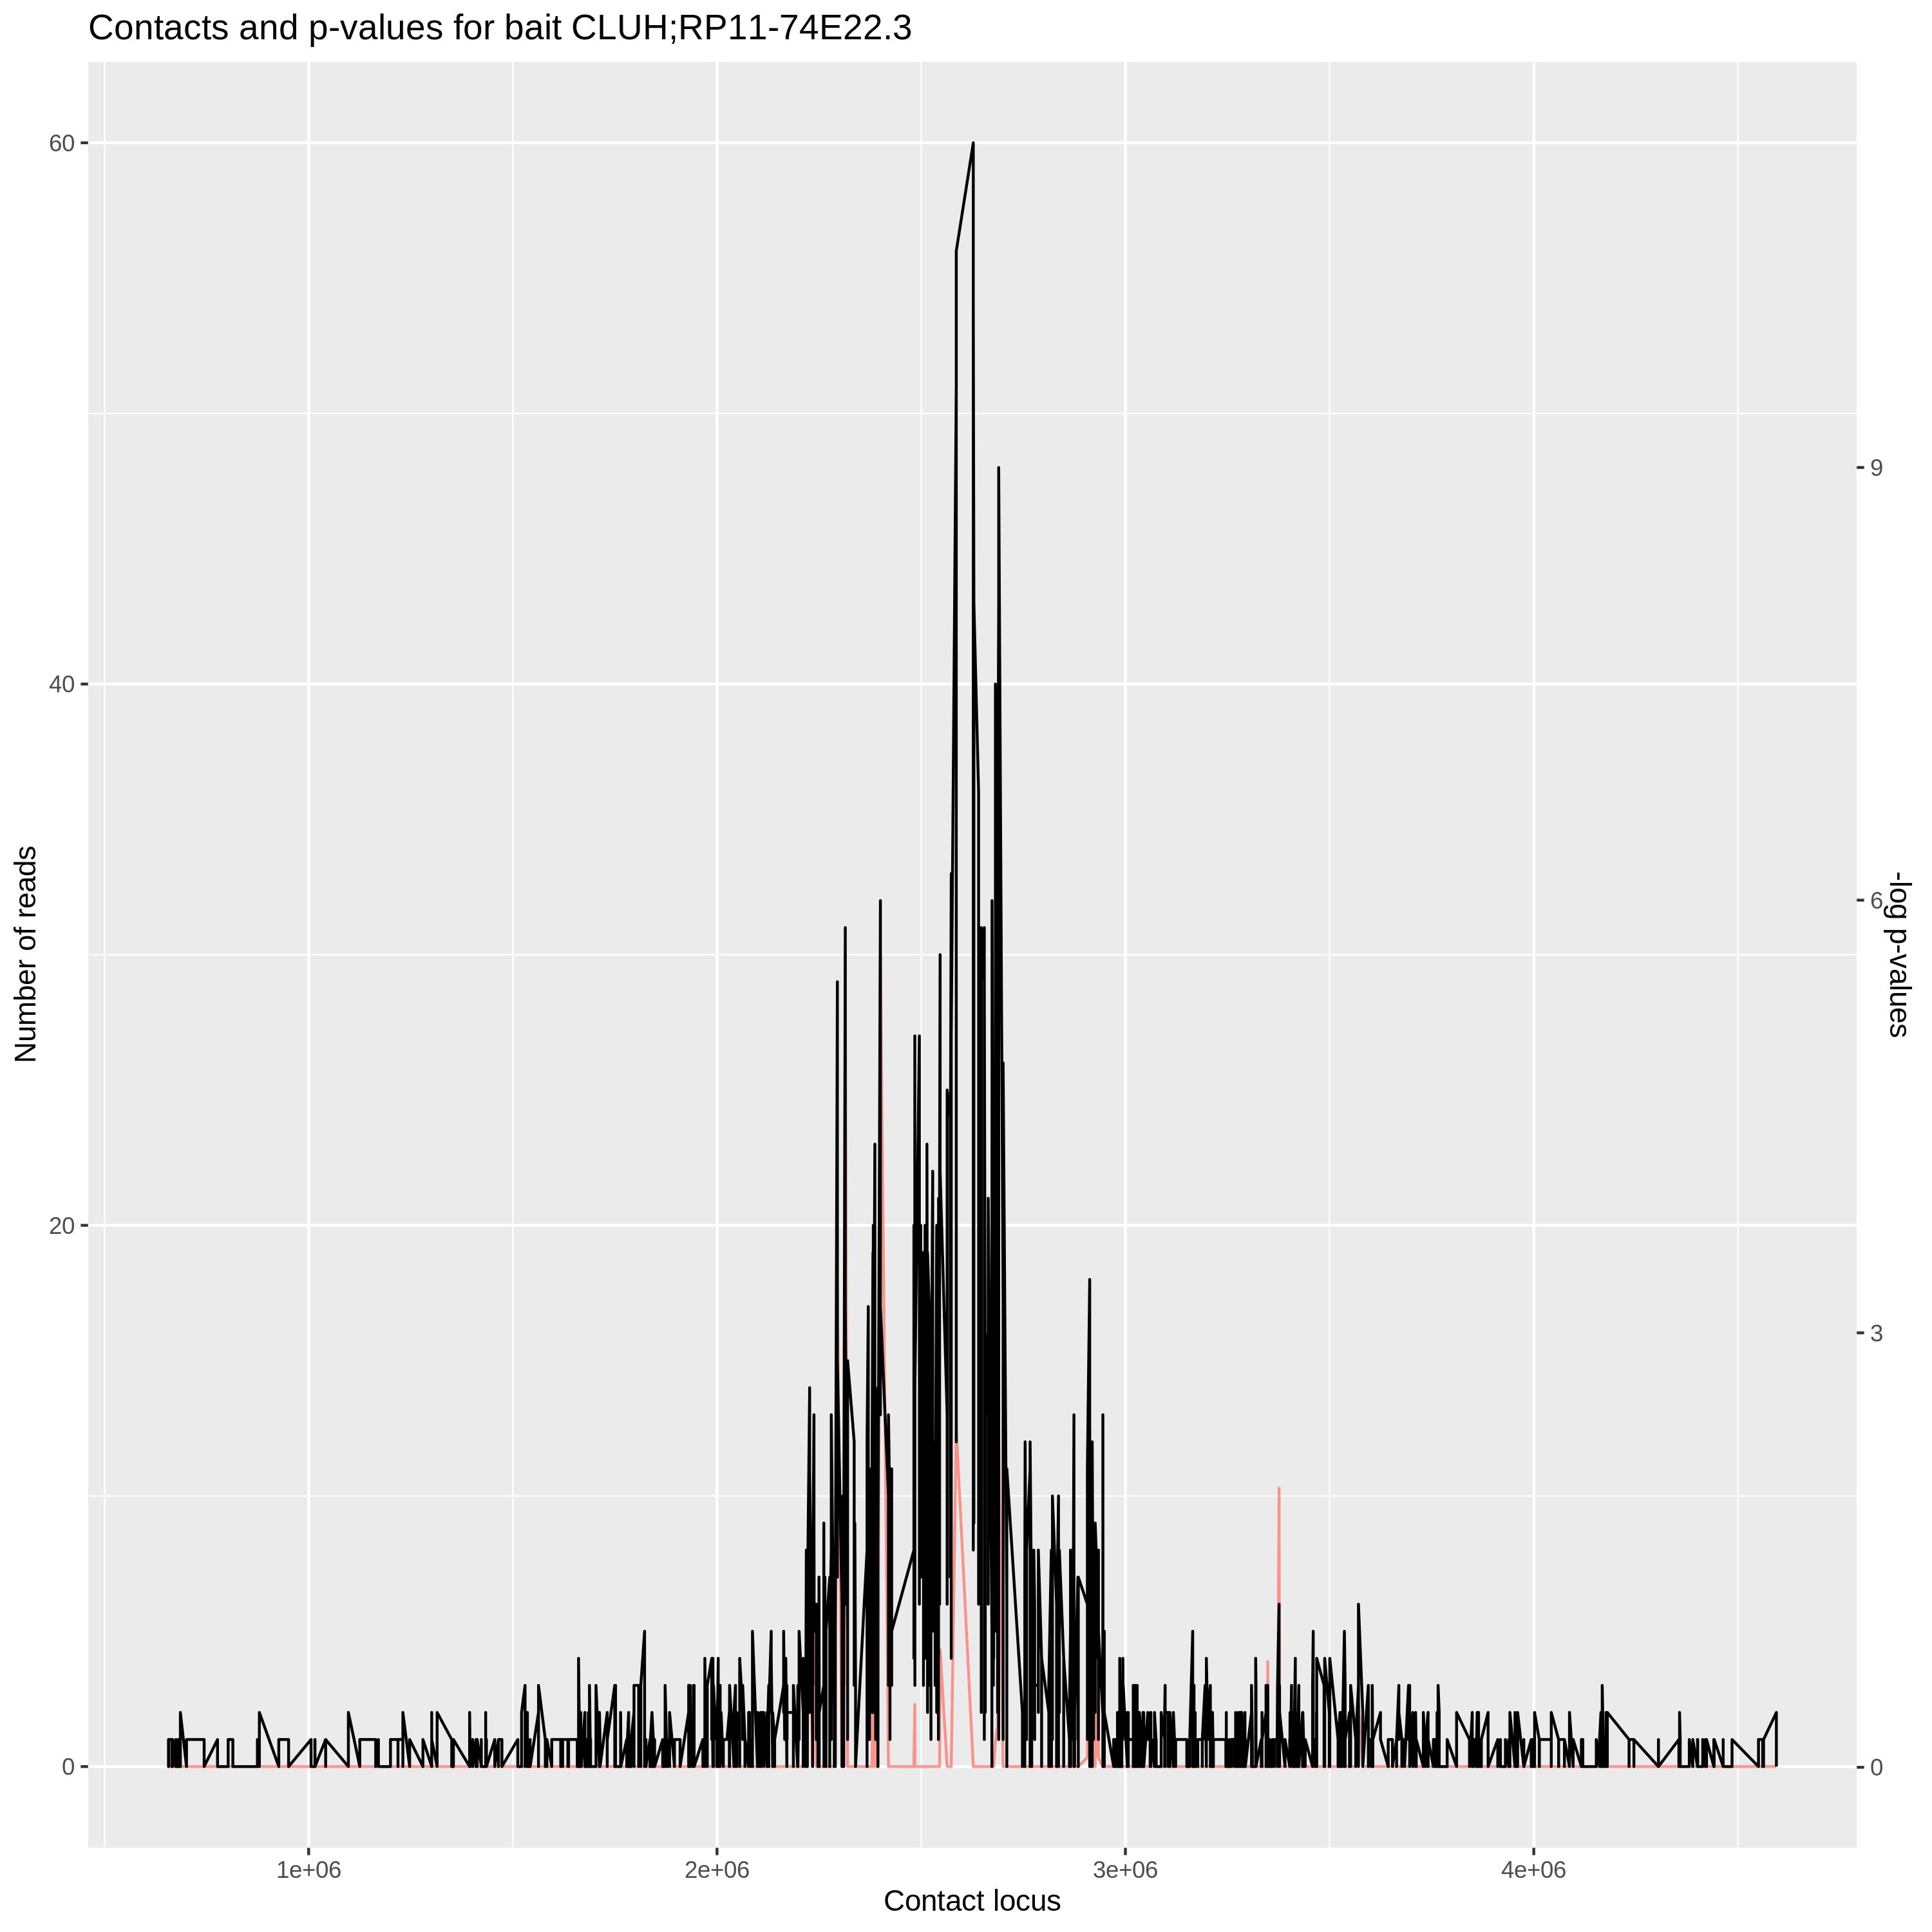 Contacts and p-values for bait CLUH;RP11-74E22.3
60
40
20
0
Number of reads
9
6
3
0
-log p-values
1e+06
2e+06
3e+06
4e+06
Contact locus